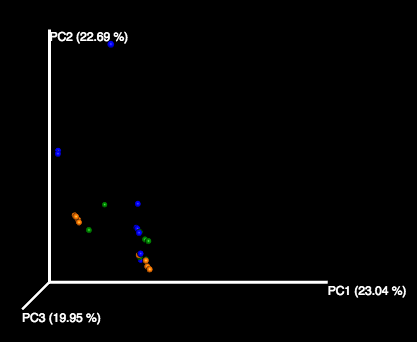 PC2 (22.69 %)
PC1 (23.04 %)
PC3 (19.95 %)